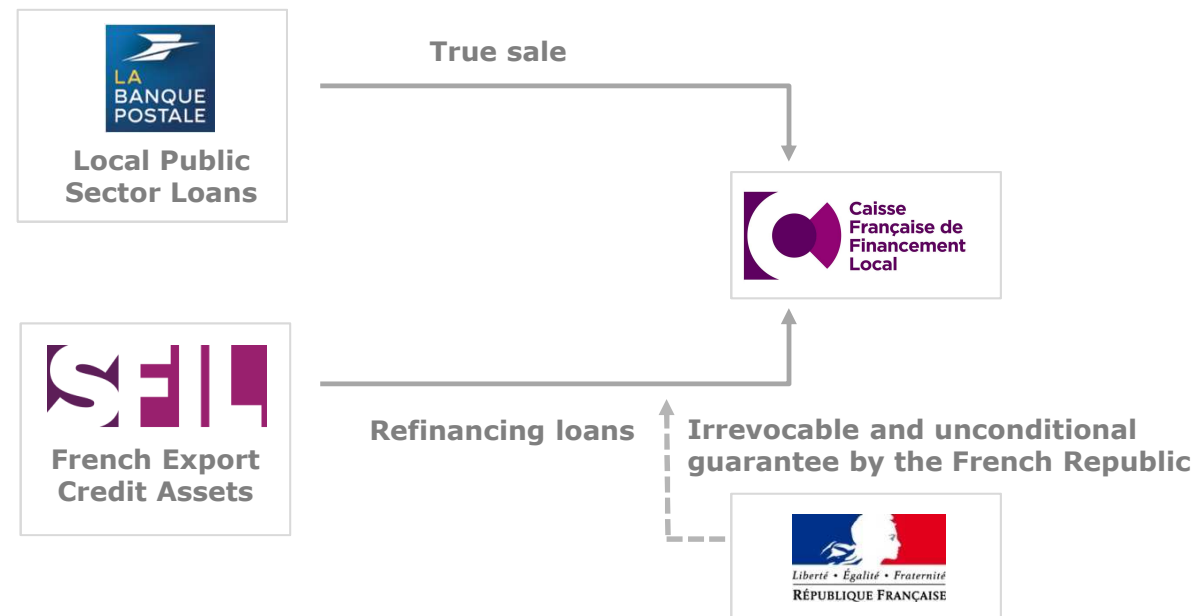 LA
BANQUE
POSTALE
Local Public
Sector Loans
True sale
Caisse
Française de
Financement
Local
SFIL
French Export
Credit Assets
Refinancing loans
Irrevocable and unconditional
guarantee by the French Republic
Liberté • Égalité • Fraternité
RÉPUBLIQUE FRANÇAISE